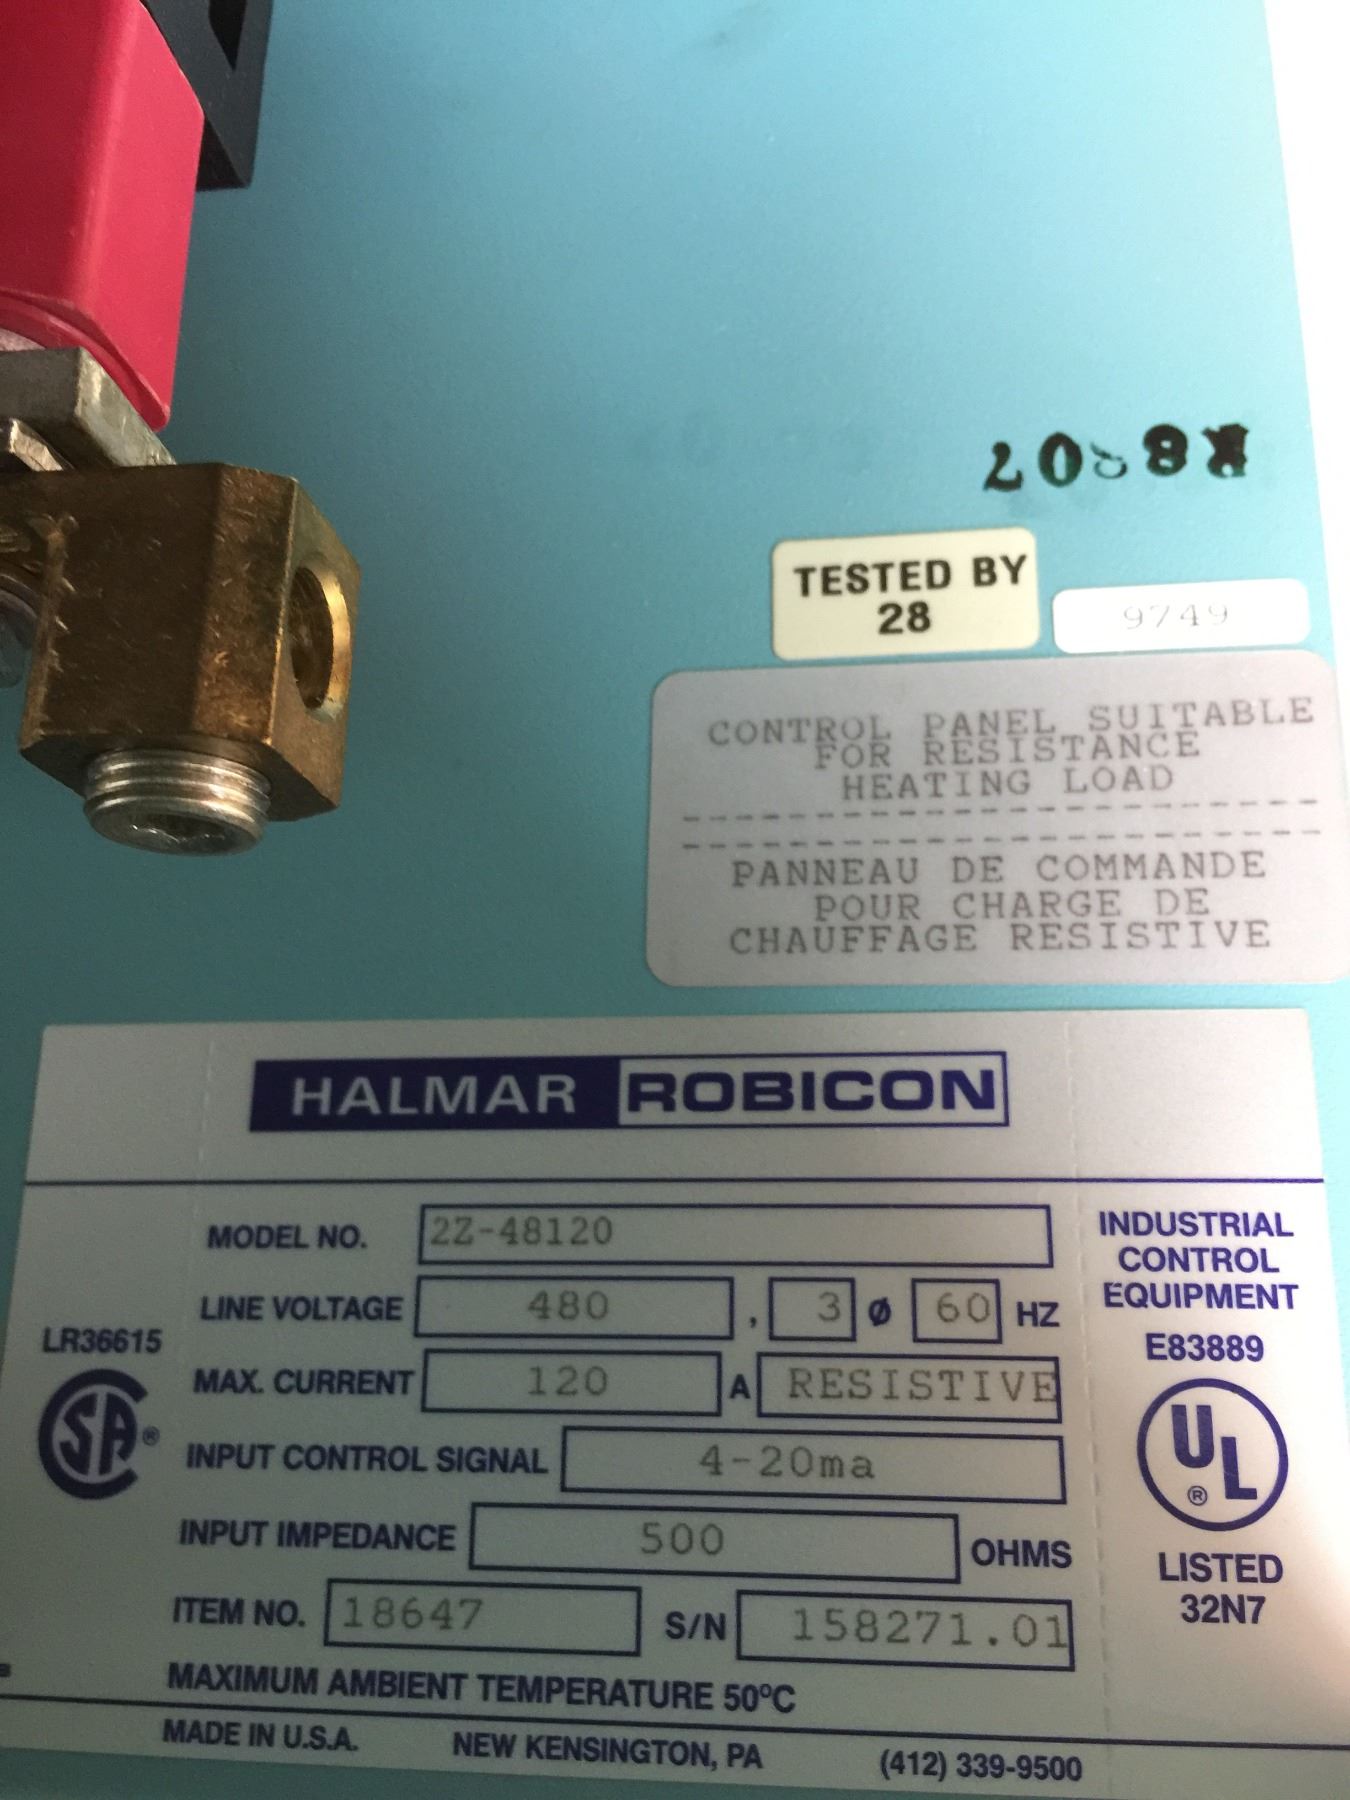 TESTED BY
28
9749
CONTROL PANEL SUITABLE
FOR RESISTANCE
HEATING LOAD
PANNEAU DE COMMANDE
POUR CHARGE DE
CHAUFFAGE RESISTIVE
HALMAR ROBICON
MODEL NO. 2Z-48120
LINE VOLTAGE 480 , 3 Ø 60 HZ
MAX. CURRENT 120 A RESISTIVE
INPUT CONTROL SIGNAL 4-20ma
INPUT IMPEDANCE 500 OHMS
ITEM NO. 18647 S/N 158271.01
MAXIMUM AMBIENT TEMPERATURE 50ºC
MADE IN U.S.A. NEW KENSINGTON, PA (412) 339-9500
LR36615
SA®
INDUSTRIAL
CONTROL
EQUIPMENT
E83889
UL
®
LISTED
32N7